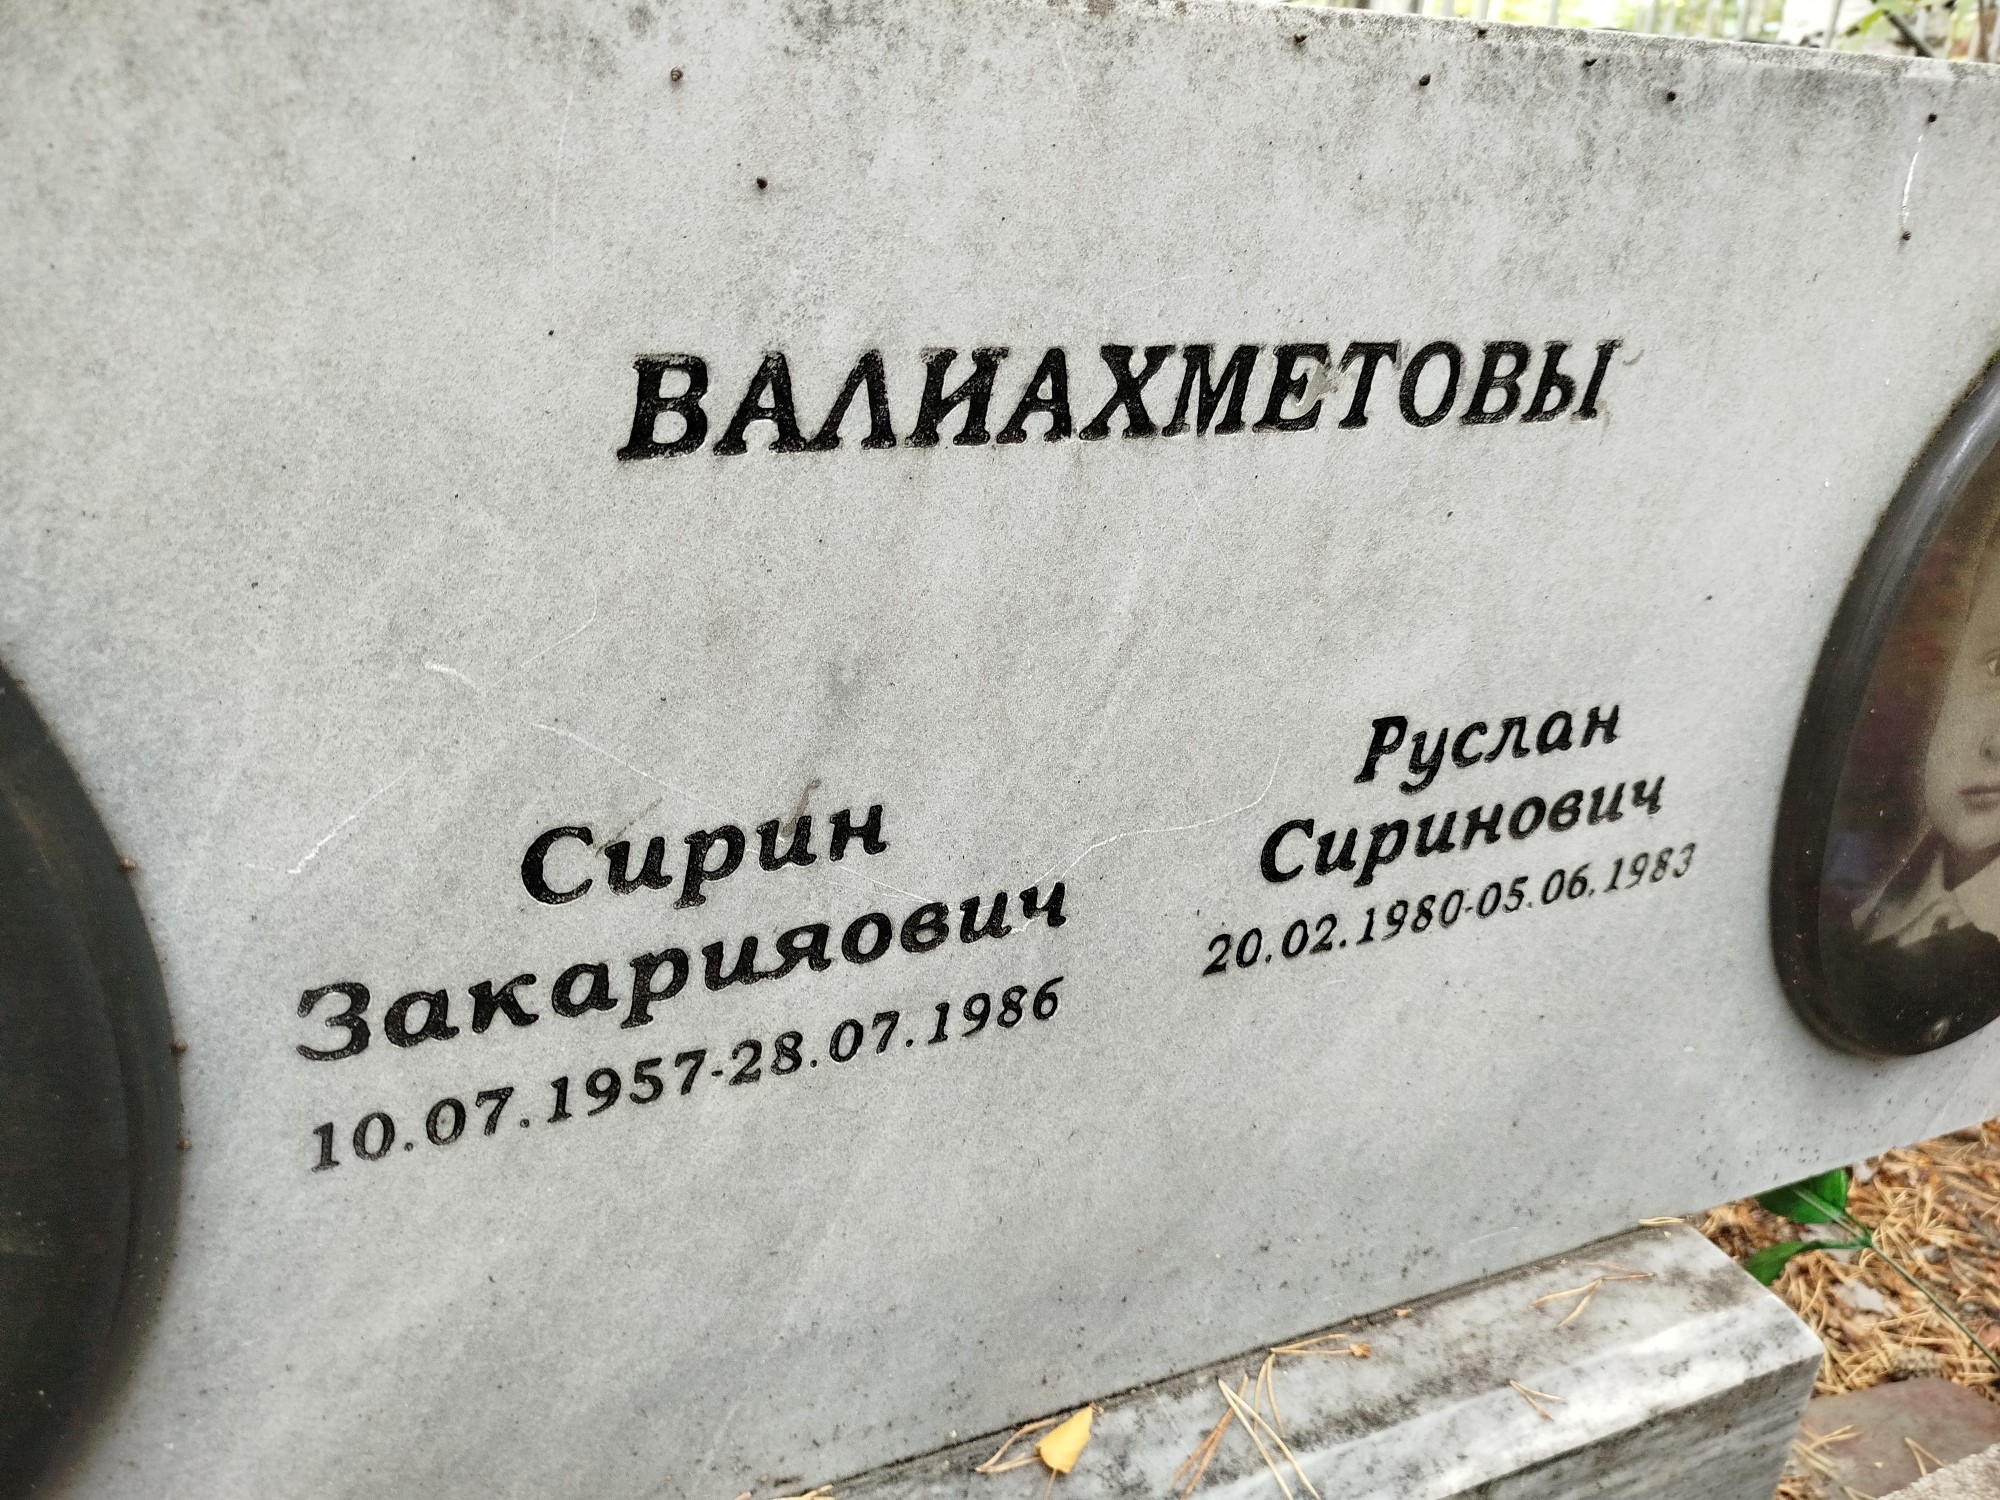 ВАЛИАХМЕТОВЫ
Сирин
Закарияович
10.07.1957-28.07.1986
Руслан
Сиринович
20.02.1980-05.06.1983